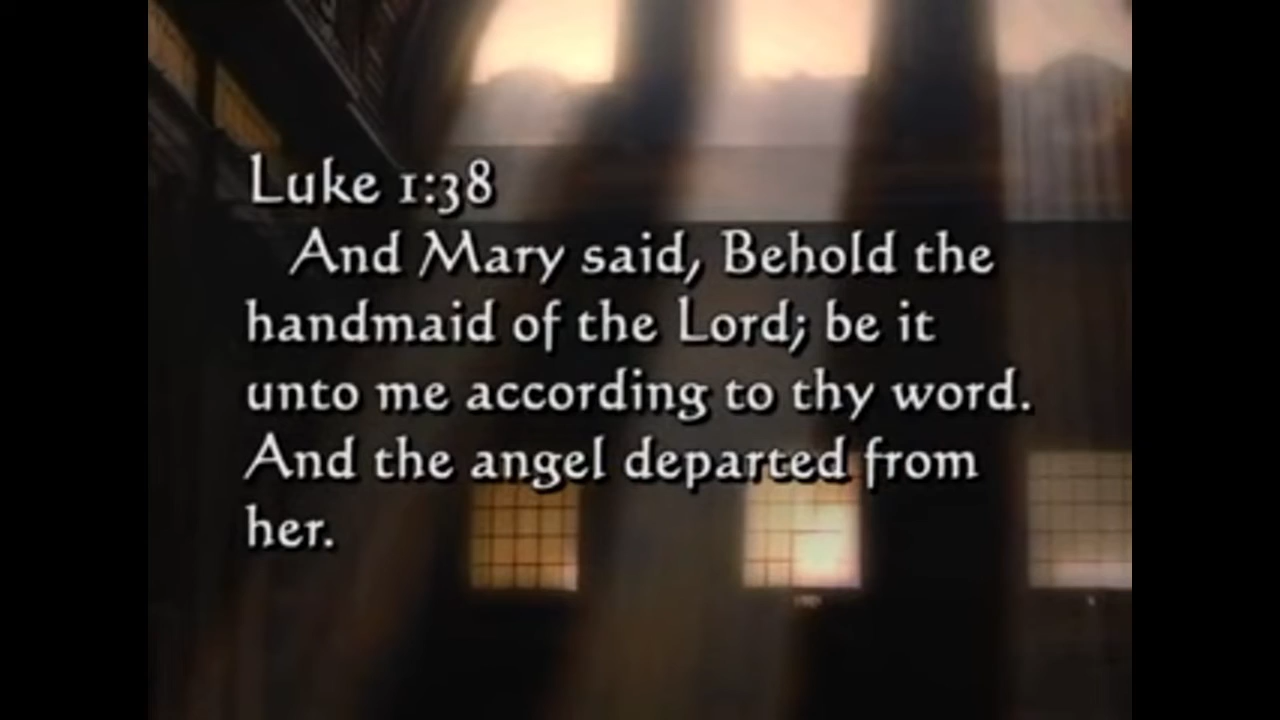 Luke 1:38
And Mary said, Behold the
handmaid of the Lord; be it
unto me according to thy word.
And the angel departed from
her.